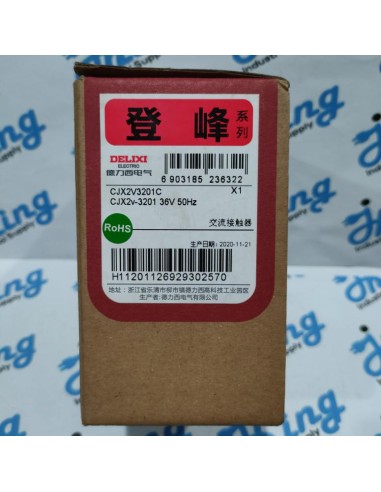 登峰 系列
DELIXI
ELECTRIC
德力西电气
6 903185 236322
CJX2V3201C X1
CJX2v-3201 36V 50Hz
RoHS
交流接触器
生产日期: 2020-11-21
H11201126929302570
地址: 浙江省乐清市柳市镇德力西高科技工业园区
生产者: 德力西电气有限公司